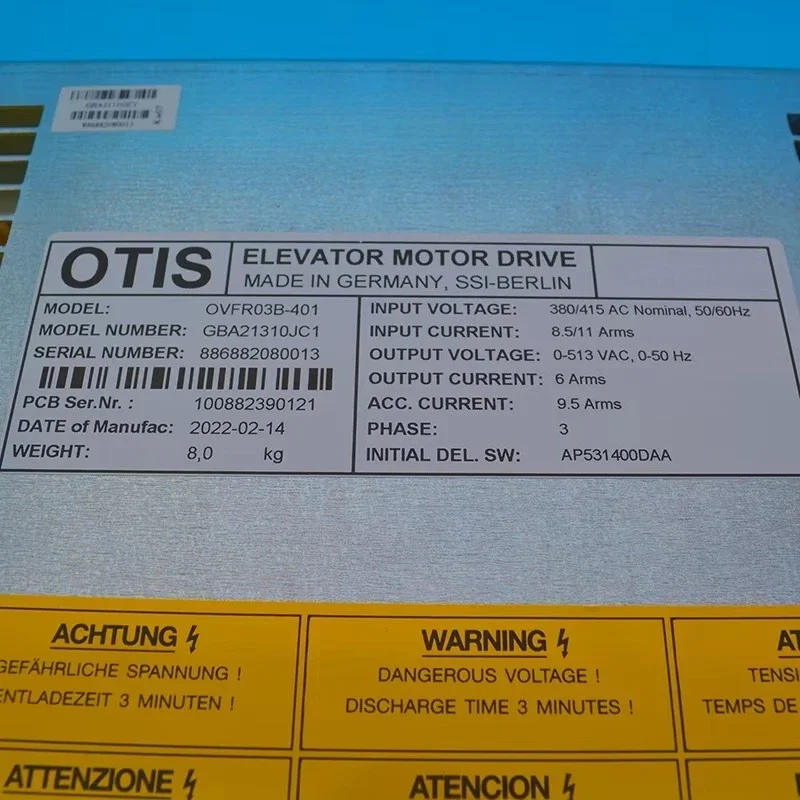 886882080013
OTIS
ELEVATOR MOTOR DRIVE
MADE IN GERMANY, SSI-BERLIN
MODEL: OVFR03B-401
MODEL NUMBER: GBA21310JC1
SERIAL NUMBER: 886882080013
PCB Ser.Nr. : 100882390121
DATE of Manufac: 2022-02-14
WEIGHT: 8,0 kg
INPUT VOLTAGE: 380/415 AC Nominal, 50/60Hz
INPUT CURRENT: 8.5/11 Arms
OUTPUT VOLTAGE: 0-513 VAC, 0-50 Hz
OUTPUT CURRENT: 6 Arms
ACC. CURRENT: 9.5 Arms
PHASE: 3
INITIAL DEL. SW: AP531400DAA
ACHTUNG
GEFÄHRLICHE SPANNUNG !
ENTLADEZEIT 3 MINUTEN !
WARNING
DANGEROUS VOLTAGE !
DISCHARGE TIME 3 MINUTES !
AT
TENSI
TEMPS DE
ATTENZIONE
ATENCION